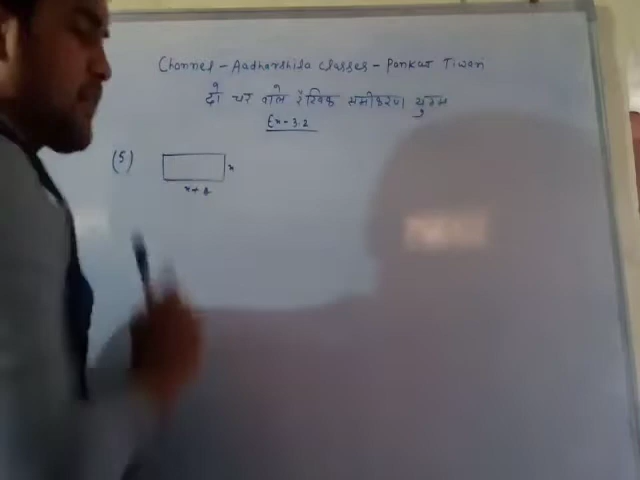 Channel - Aadharshila Classes - Pankaj Tiwari
दो चर वाले रैखिक समीकरण युग्म
Ex - 3.2
(5)
x
x+